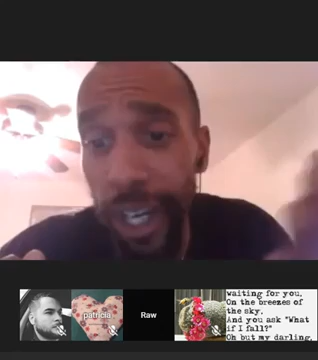 patricia
Raw
waiting for you,
On the breezes of
the sky,
And you ask "What
if I fall?"
Oh but my darling,